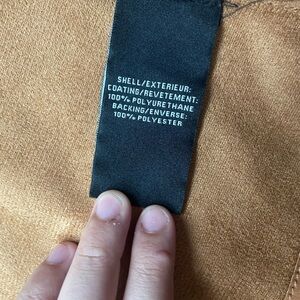 SHELL/EXTERIEUR:
COATING/REVETEMENT:
100% POLYURETHANE
BACKING/ENVERSE:
100% POLYESTER